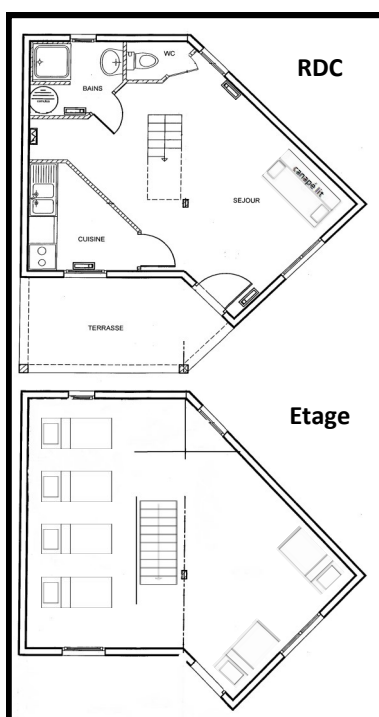 RDC
WC
BAINS
canapé lit
SEJOUR
CUISINE
TERRASSE
Etage